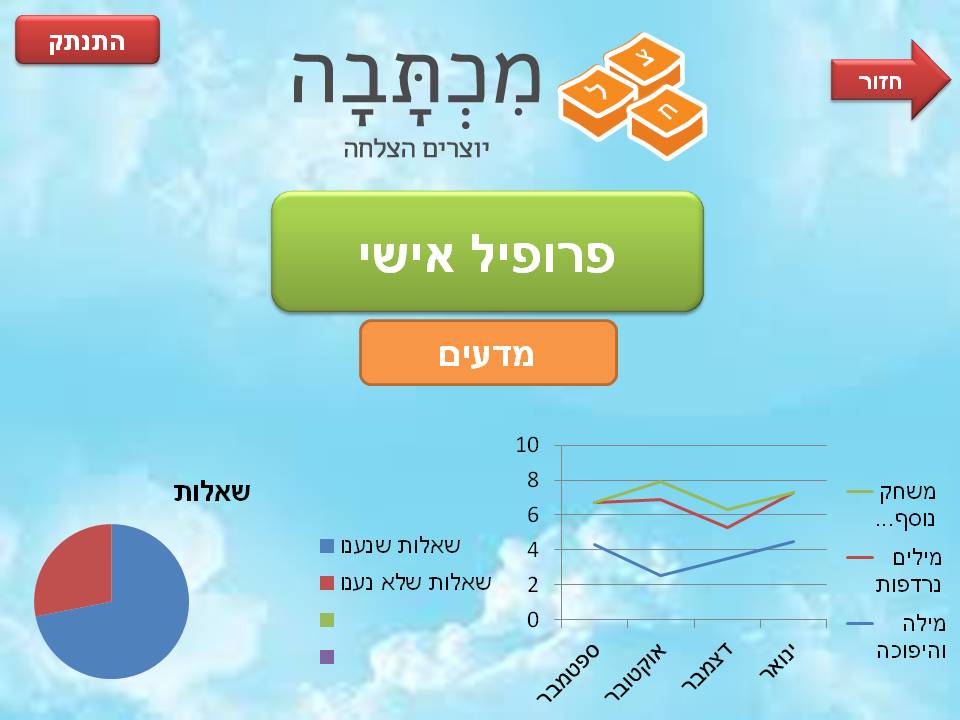 התנתק
חזור
מִכְתָּבָה
יוצרים הצלחה
צ
ל
ח
פרופיל אישי
מדעים
שאלות
שאלות שנענו
שאלות שלא נענו
10
8
6
4
2
0
ספטמבר
אוקטובר
דצמבר
ינואר
משחק
נוסף...
מילים
נרדפות
מילה
והיפוכה